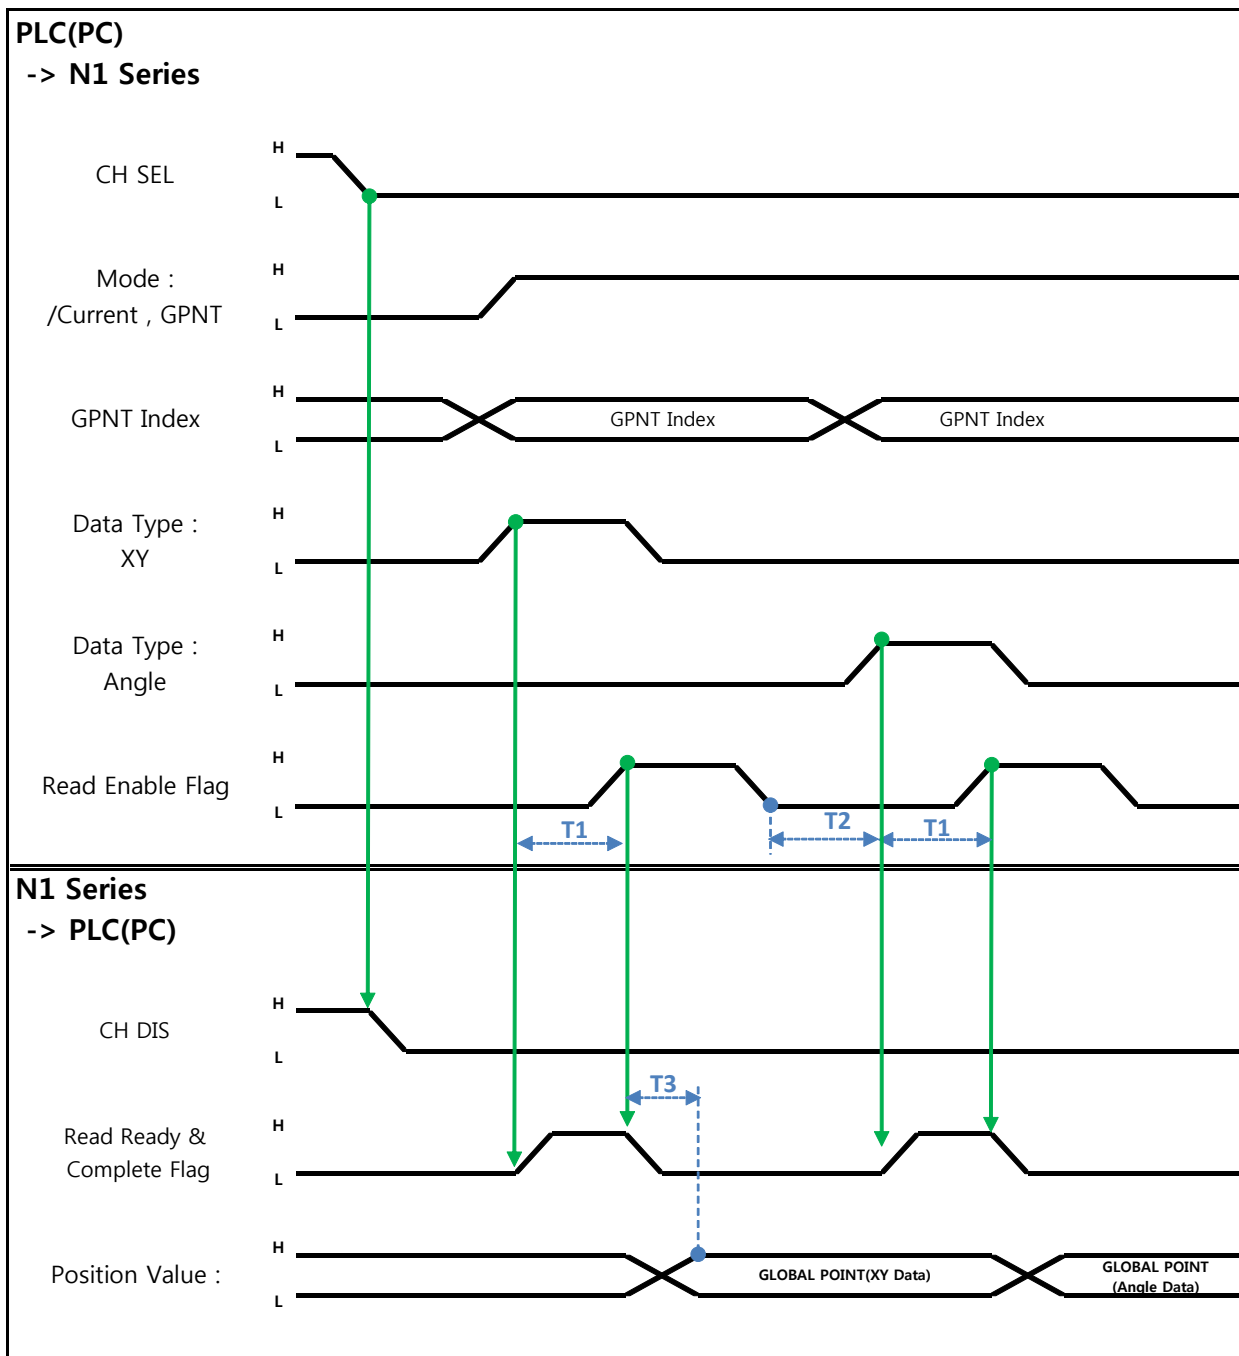 PLC(PC)
-> N1 Series
H
CH SEL
L
H
Mode :
/Current , GPNT
L
H
GPNT Index
GPNT Index
GPNT Index
L
H
Data Type :
XY
L
H
Data Type :
Angle
L
H
Read Enable Flag
L
T1
T2
T1
N1 Series
-> PLC(PC)
H
CH DIS
L
T3
H
Read Ready &
Complete Flag
L
H
Position Value :
GLOBAL POINT(XY Data)
GLOBAL POINT
(Angle Data)
L